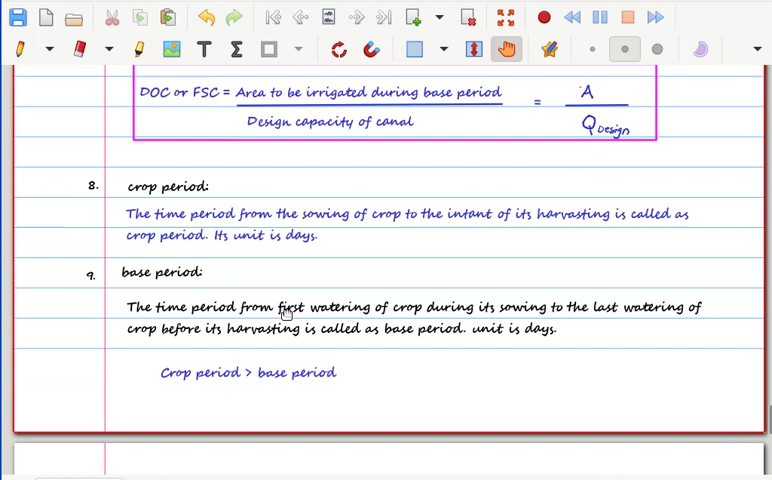 DOC or FSC = Area to be irrigated during base period = A
Design capacity of canal Q Design
8. crop period:
The time period from the sowing of crop to the intant of its harvasting is called as
crop period. Its unit is days.
9. base period:
The time period from first watering of crop during its sowing to the last watering of
crop before its harvasting is called as base period. unit is days.
Crop period > base period